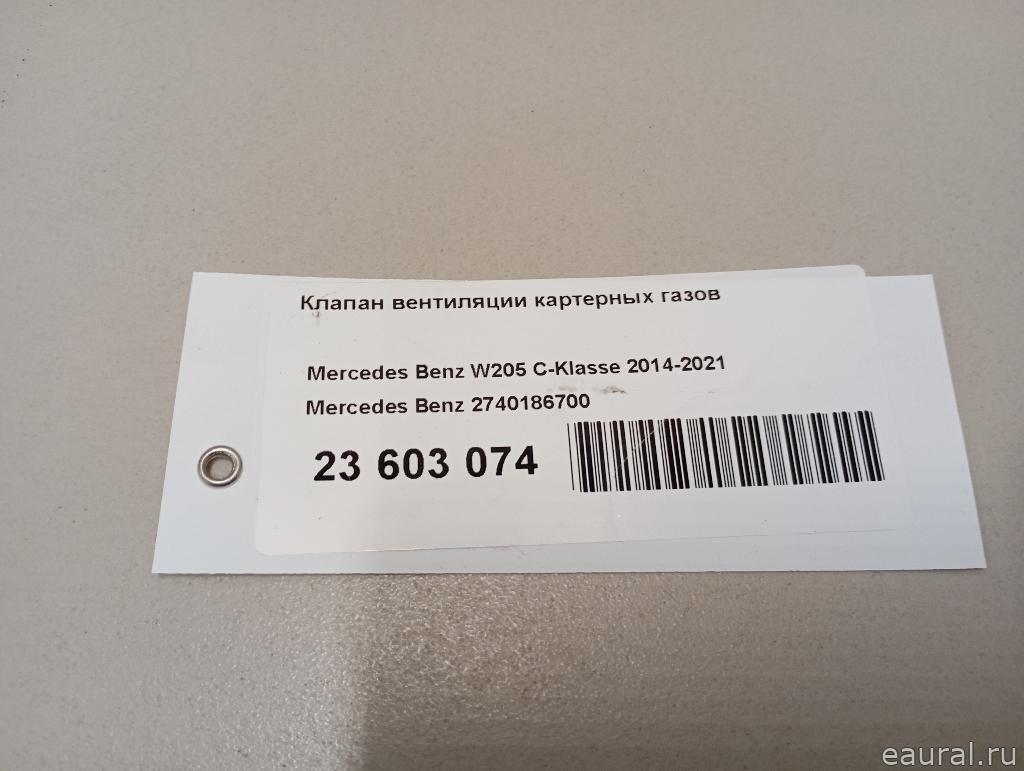 Клапан вентиляции картерных газов
Mercedes Benz W205 C-Klasse 2014-2021
Mercedes Benz 2740186700
23 603 074
eaural.ru